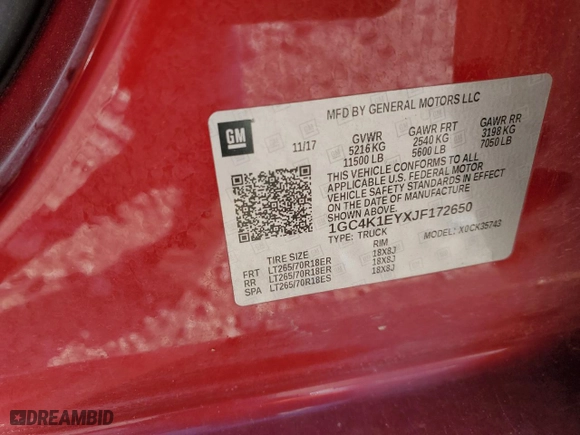 MFD BY GENERAL MOTORS LLC
GM
11/17
GVWR GAWR FRT GAWR RR
5216 KG 2540 KG 3198 KG
11500 LB 5600 LB 7050 LB
THIS VEHICLE CONFORMS TO ALL
APPLICABLE U.S. FEDERAL MOTOR
VEHICLE SAFETY STANDARDS IN EFFECT
ON THE DATE OF MANUFACTURE
SHOWN ABOVE.
1GC4K1EYXJF172650
TYPE: TRUCK MODEL: X0CK35743
TIRE SIZE RIM
FRT LT265/70R18ER 18X8J
RR LT265/70R18ER 18X8J
SPA LT265/70R18ES 18X8J
DREAMBID